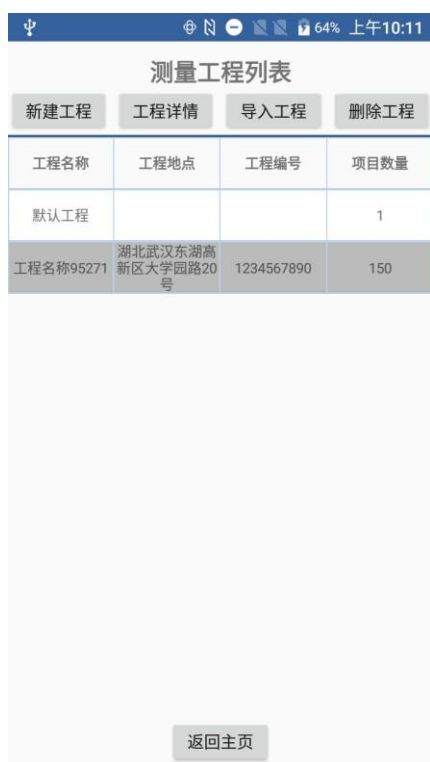 64% 上午10:11
测量工程列表
新建工程 工程详情 导入工程 删除工程
工程名称 工程地点 工程编号 项目数量
默认工程 1
湖北武汉东湖高
工程名称95271 新区大学园路20 1234567890 150
号
返回主页